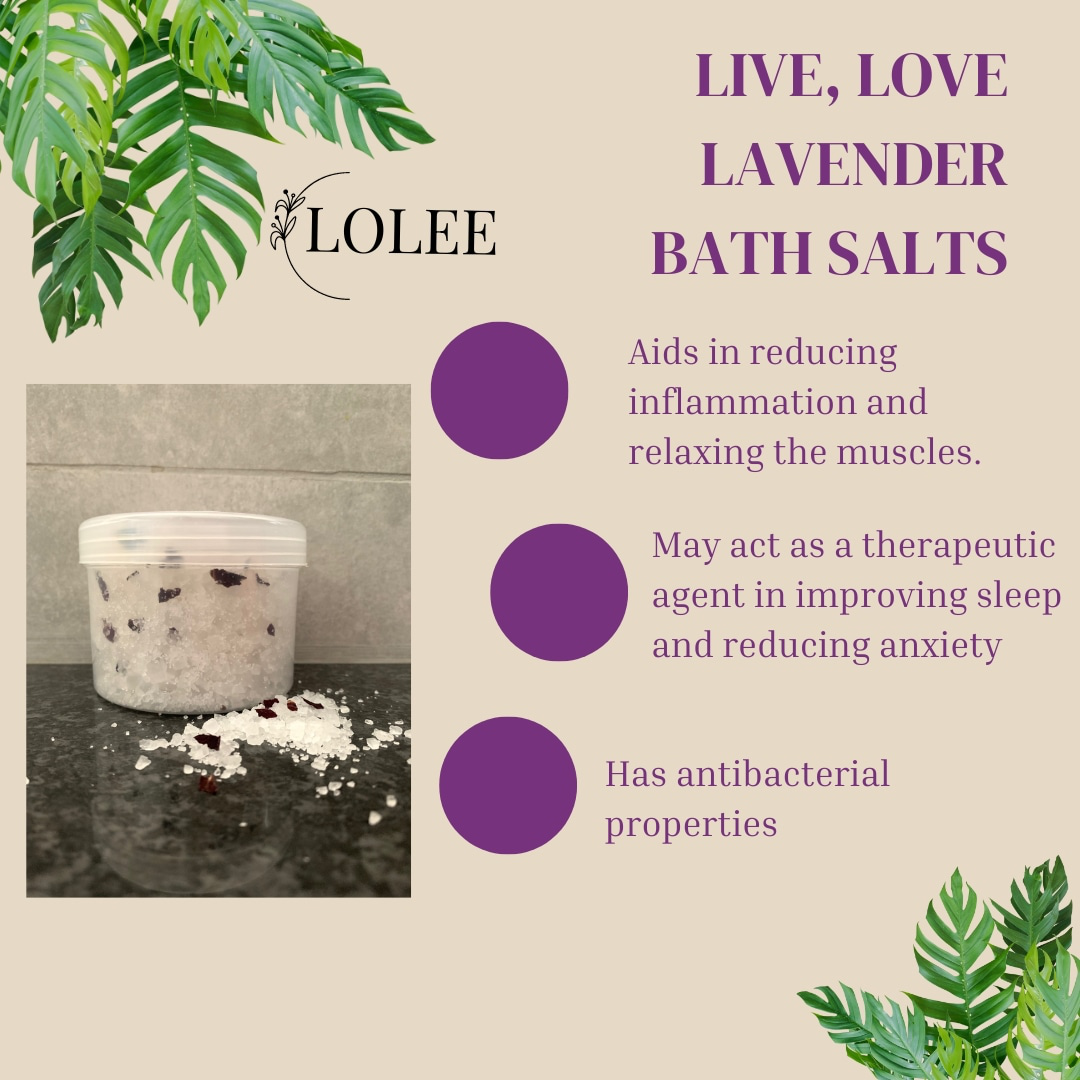 LIVE, LOVE
LAVENDER
BATH SALTS
LOLEE
Aids in reducing
inflammation and
relaxing the muscles.
May act as a therapeutic
agent in improving sleep
and reducing anxiety
Has antibacterial
properties